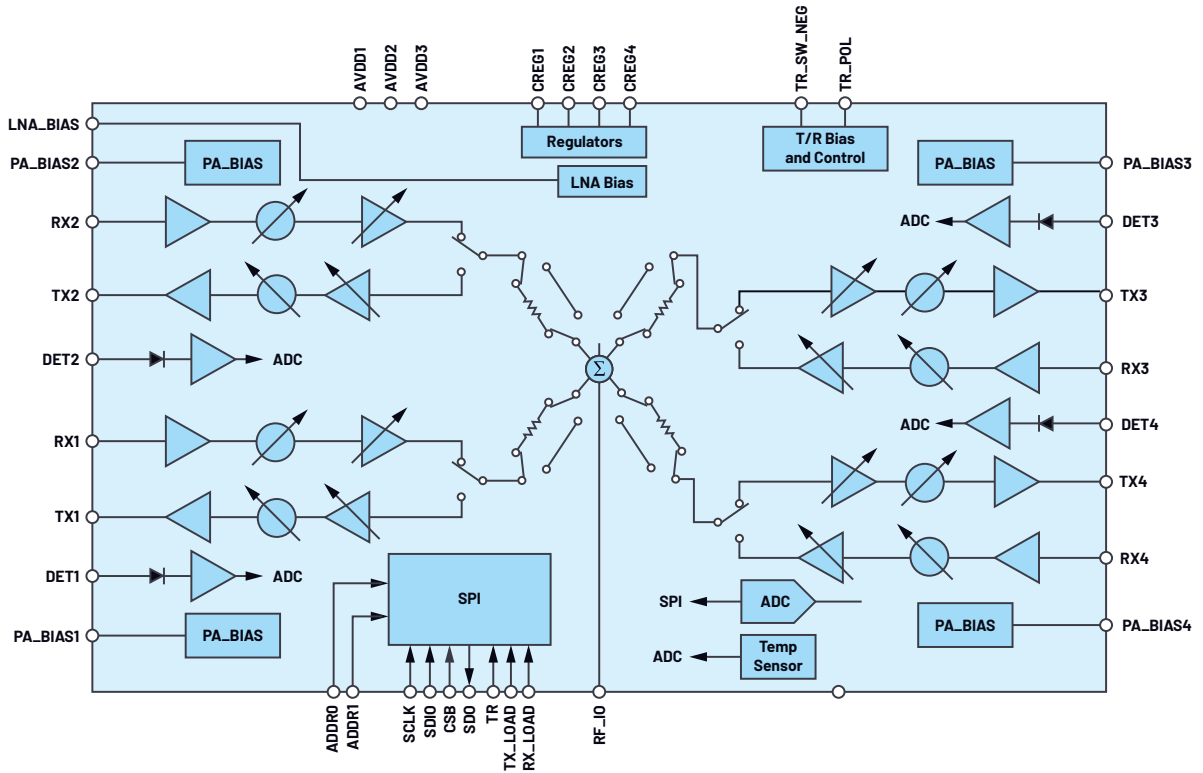 AVDD1
AVDD2
AVDD3
CREG1
CREG2
CREG3
CREG4
TR_SW_NEG
TR_POL
LNA_BIAS
PA_BIAS2
RX2
TX2
DET2
RX1
TX1
DET1
PA_BIAS1
PA_BIAS
Regulators
LNA Bias
T/R Bias
and Control
PA_BIAS
ADC
ADC
Σ
ADC
ADC
PA_BIAS
SPI
SPI
ADC
ADC
Temp
Sensor
PA_BIAS
PA_BIAS3
DET3
TX3
RX3
DET4
TX4
RX4
PA_BIAS4
ADDR0
ADDR1
SCLK
SDIO
CSB
SDO
TR
TX_LOAD
RX_LOAD
RF_IO